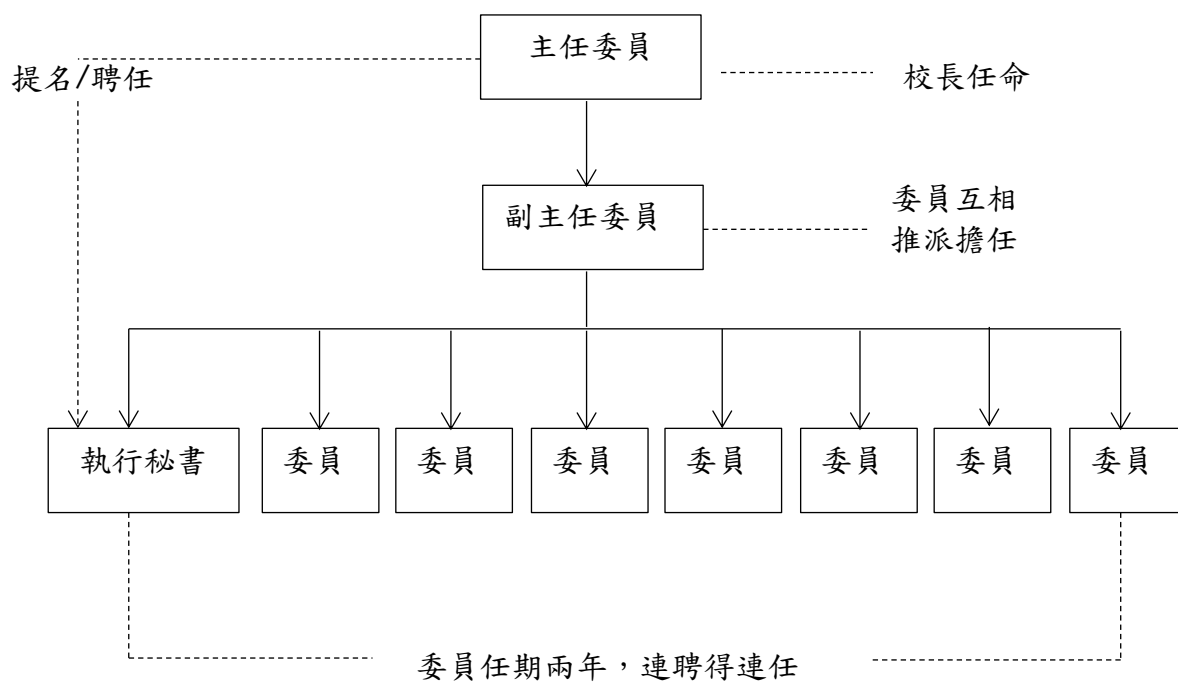 主任委員
提名/聘任
校長任命
副主任委員
委員互相
推派擔任
執行秘書
委員
委員
委員
委員
委員
委員
委員
委員任期兩年，連聘得連任